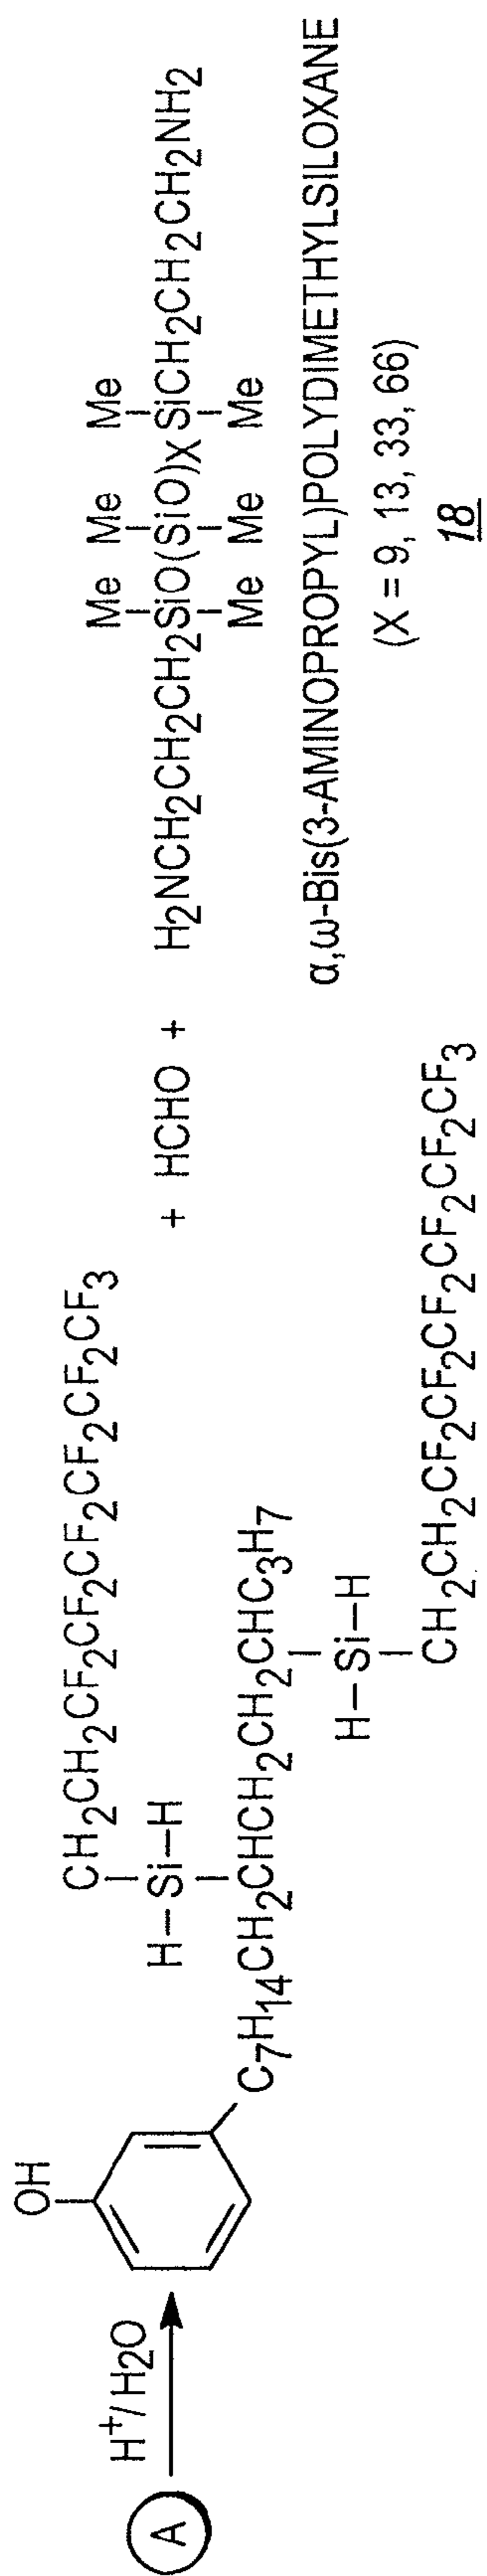 CH2CH2CF2CF2CF2CF2CF2CF3
OH
H–Si–H
Me Me Me
A
H+/H2O
C7H14CH2CHCH2CH2CHC3H7
+ HCHO +
H2NCH2CH2CH2SiO(SiO)XSiCH2CH2CH2NH2
Me Me Me
H–Si–H
α,ω-Bis(3-AMINOPROPYL)POLYDIMETHYLSILOXANE
CH2CH2CF2CF2CF2CF2CF2CF3
(X = 9, 13, 33, 66)
18